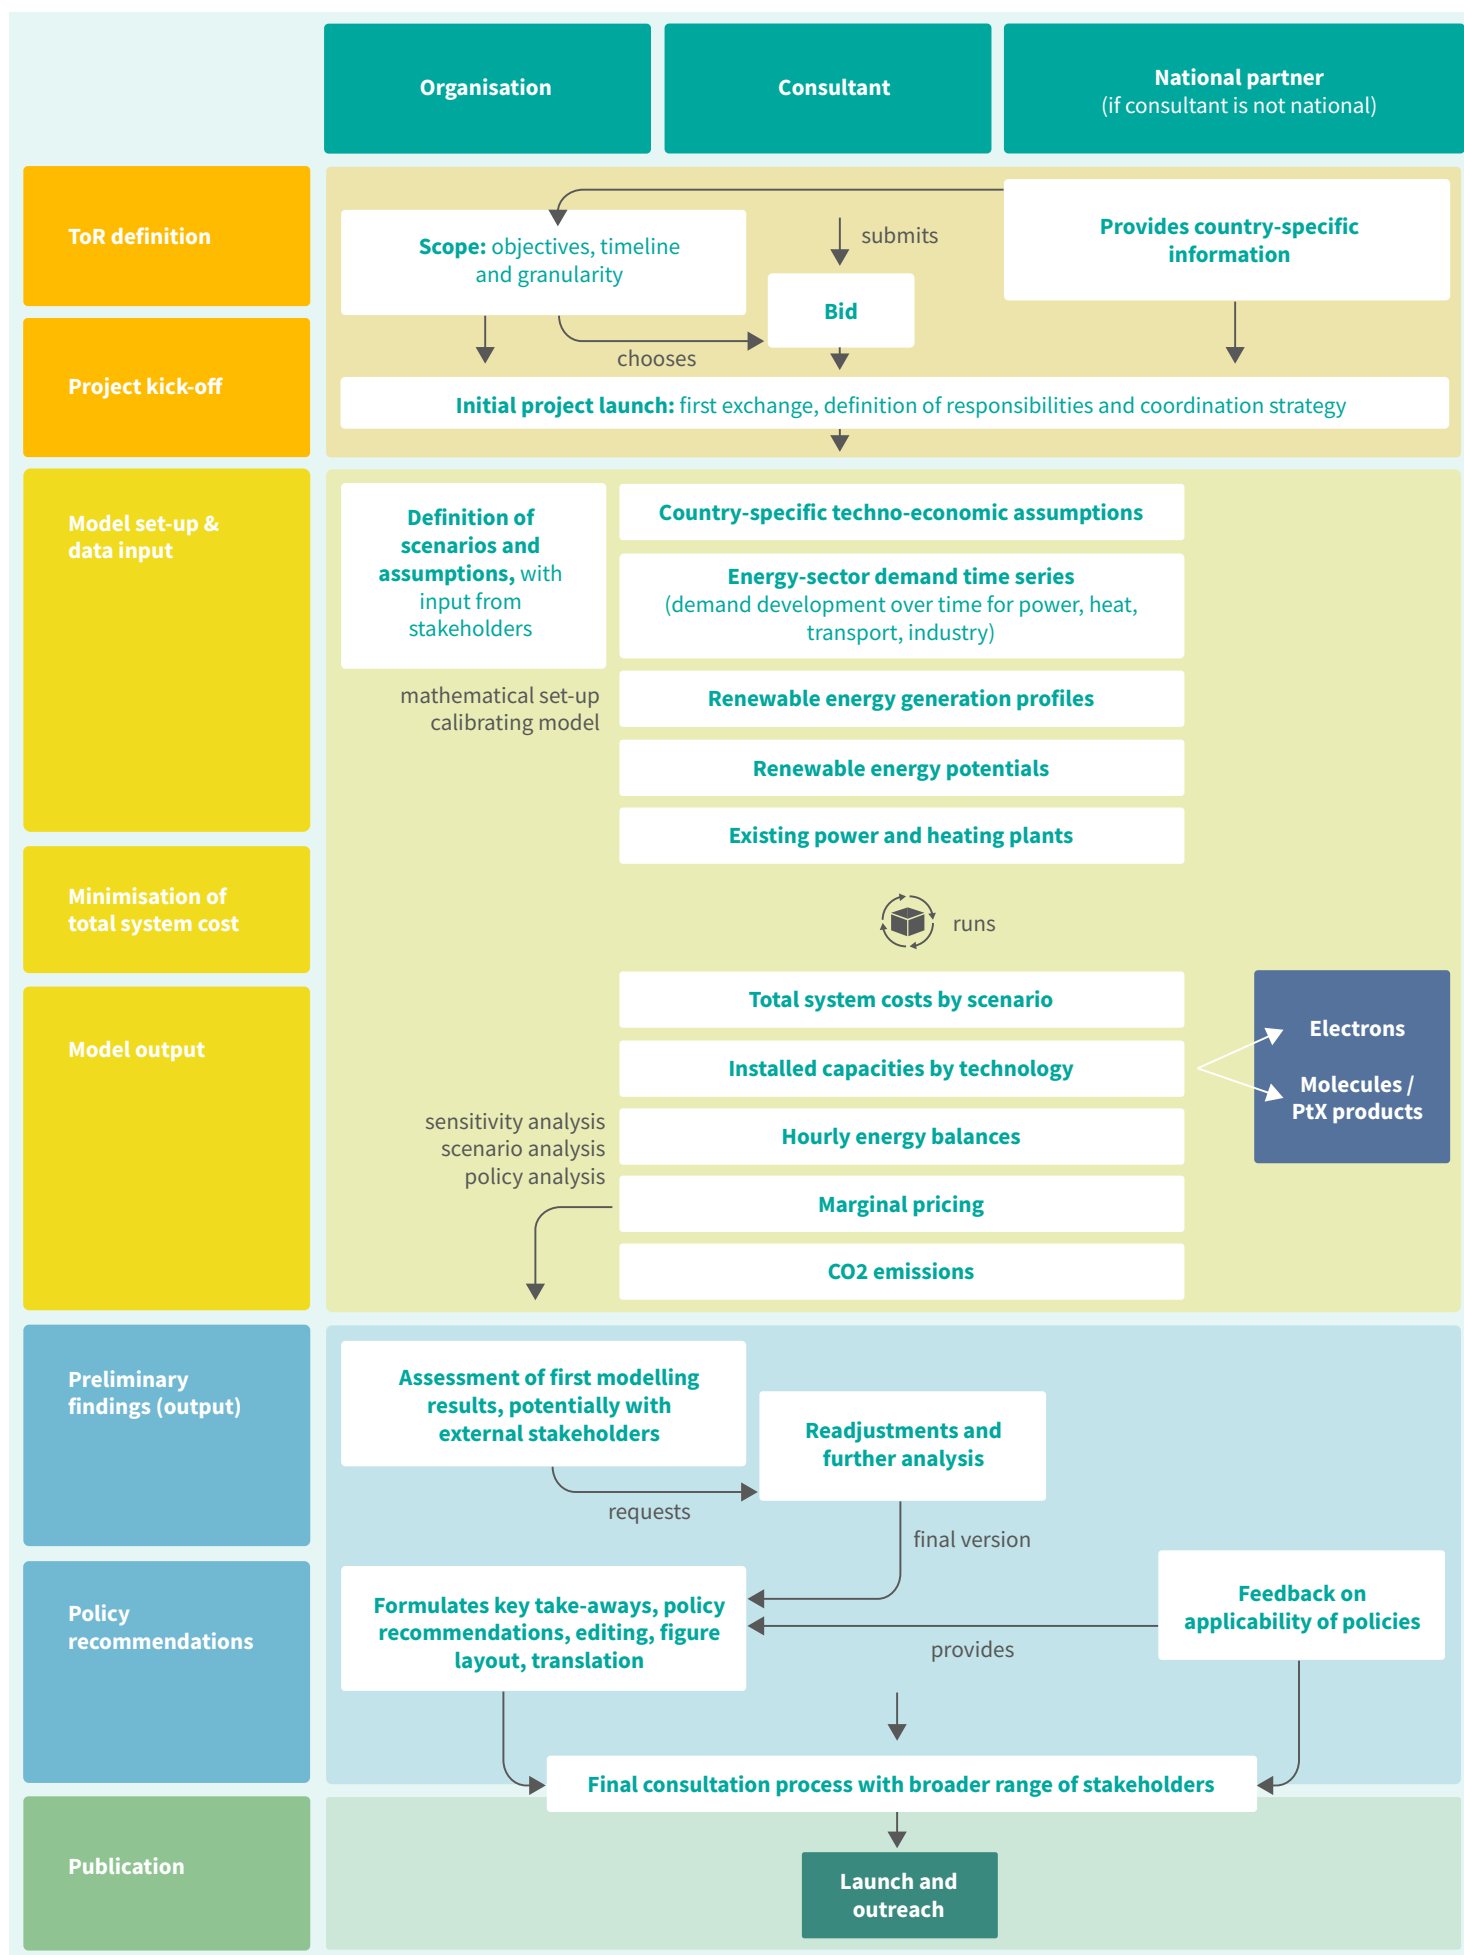 Organisation
Consultant
National partner
(if consultant is not national)
ToR definition
Scope: objectives, timeline
and granularity
submits
Bid
Provides country-specific
information
chooses
Project kick-off
Initial project launch: first exchange, definition of responsibilities and coordination strategy
Model set-up &
data input
Definition of
scenarios and
assumptions, with
input from
stakeholders
mathematical set-up
calibrating model
Country-specific techno-economic assumptions
Energy-sector demand time series
(demand development over time for power, heat,
transport, industry)
Renewable energy generation profiles
Renewable energy potentials
Existing power and heating plants
Minimisation of
total system cost
runs
Model output
Total system costs by scenario
Installed capacities by technology
Electrons
Molecules /
PtX products
sensitivity analysis
scenario analysis
policy analysis
Hourly energy balances
Marginal pricing
CO2 emissions
Preliminary
findings (output)
Assessment of first modelling
results, potentially with
external stakeholders
requests
Readjustments and
further analysis
final version
Policy
recommendations
Formulates key take-aways, policy
recommendations, editing, figure
layout, translation
provides
Feedback on
applicability of policies
Final consultation process with broader range of stakeholders
Publication
Launch and
outreach